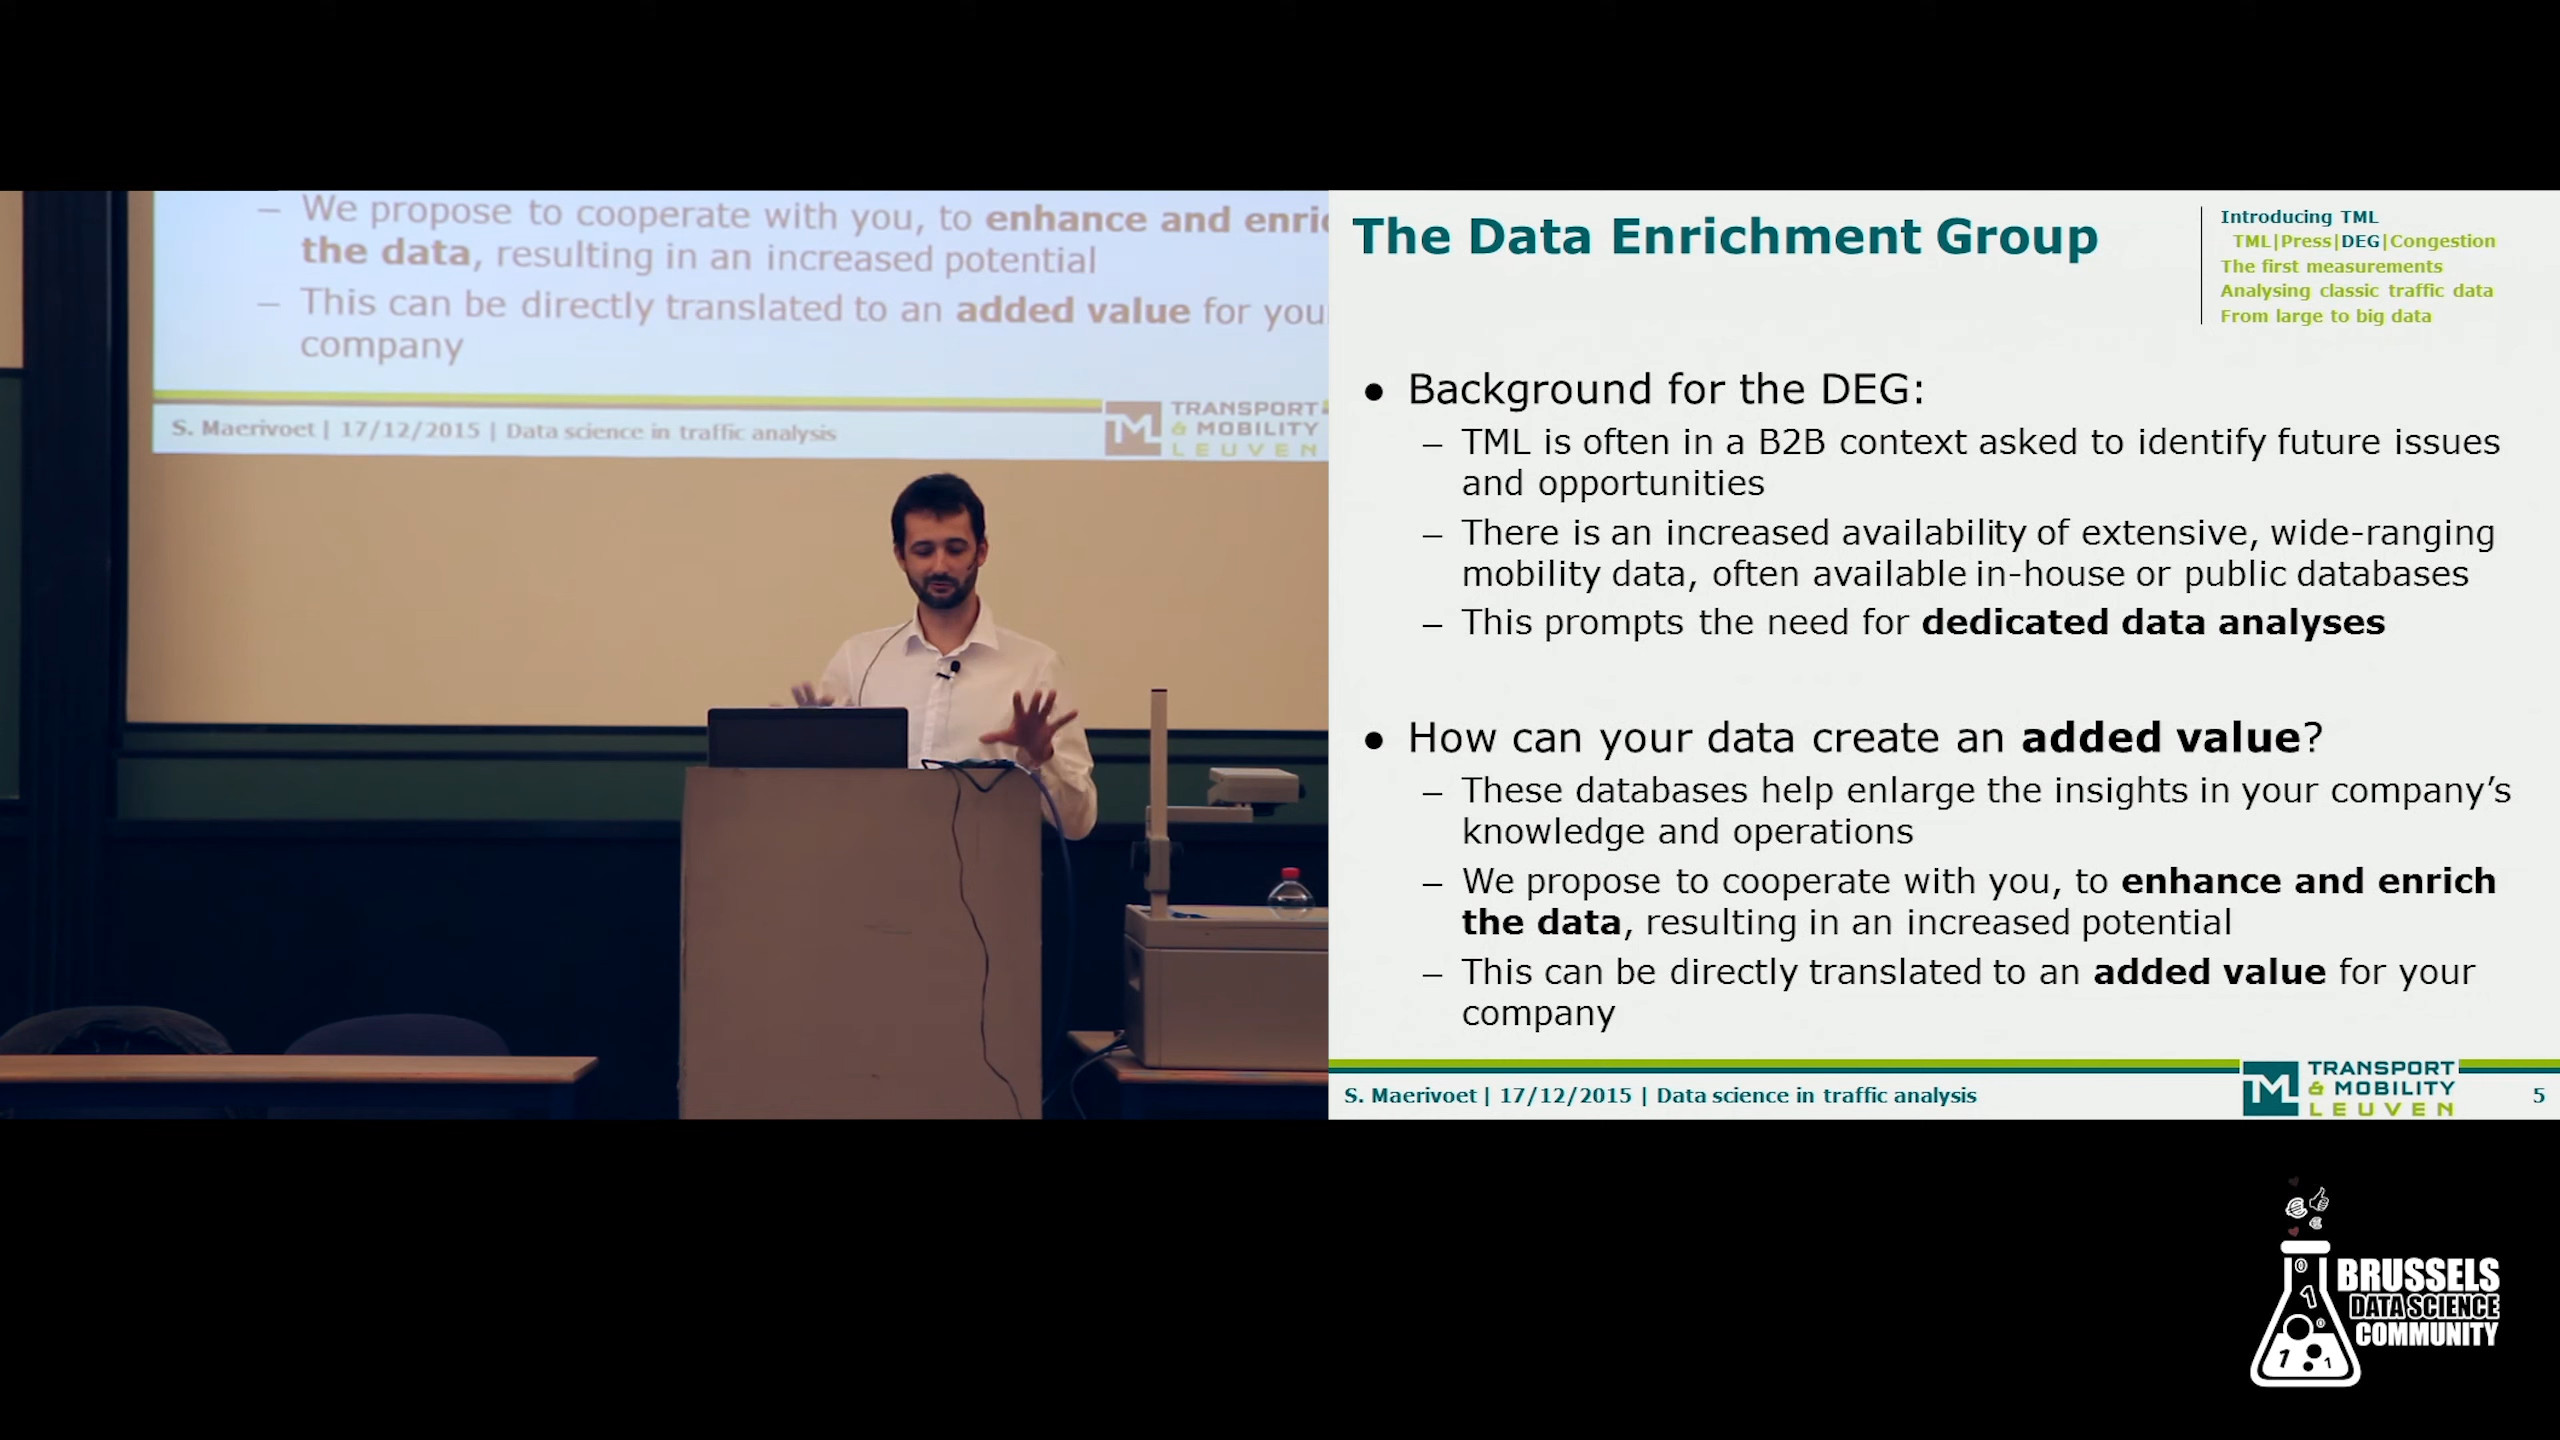 – We propose to cooperate with you, to enhance and enric
the data, resulting in an increased potential
– This can be directly translated to an added value for you
company
S. Maerivoet | 17/12/2015 | Data science in traffic analysis
TML
TRANSPORT
& MOBILITY
LEUVEN
The Data Enrichment Group
Introducing TML
TML|Press|DEG|Congestion
The first measurements
Analysing classic traffic data
From large to big data
● Background for the DEG:
– TML is often in a B2B context asked to identify future issues
and opportunities
– There is an increased availability of extensive, wide-ranging
mobility data, often available in-house or public databases
– This prompts the need for dedicated data analyses
● How can your data create an added value?
– These databases help enlarge the insights in your company’s
knowledge and operations
– We propose to cooperate with you, to enhance and enrich
the data, resulting in an increased potential
– This can be directly translated to an added value for your
company
S. Maerivoet | 17/12/2015 | Data science in traffic analysis
TML
TRANSPORT
& MOBILITY
LEUVEN
5
BRUSSELS
DATA SCIENCE
COMMUNITY